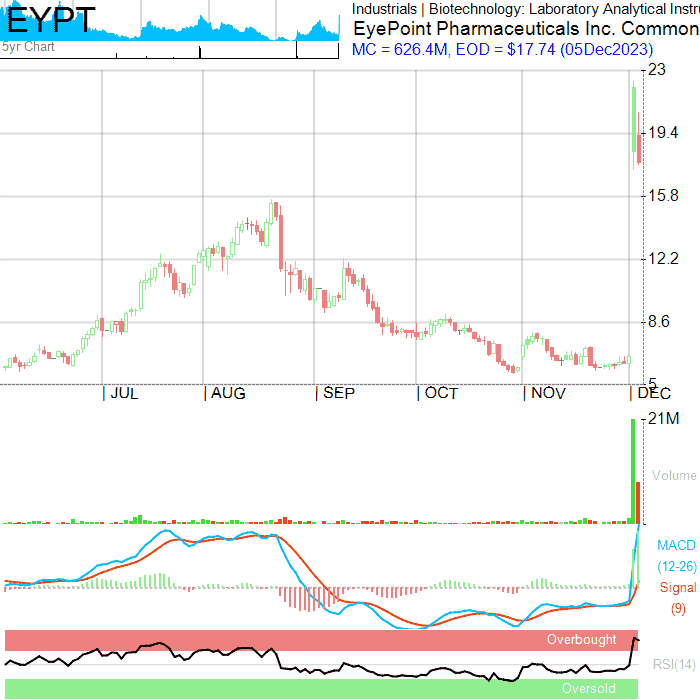 EYPT
5yr Chart
Industrials | Biotechnology: Laboratory Analytical Instru
EyePoint Pharmaceuticals Inc. Common
MC = 626.4M, EOD = $17.74 (05Dec2023)
23
19.4
15.8
12.2
8.6
5
| JUL | AUG | SEP | OCT | NOV | DEC
21M
Volume
MACD
(12-26)
Signal
(9)
Overbought
RSI(14)
Oversold